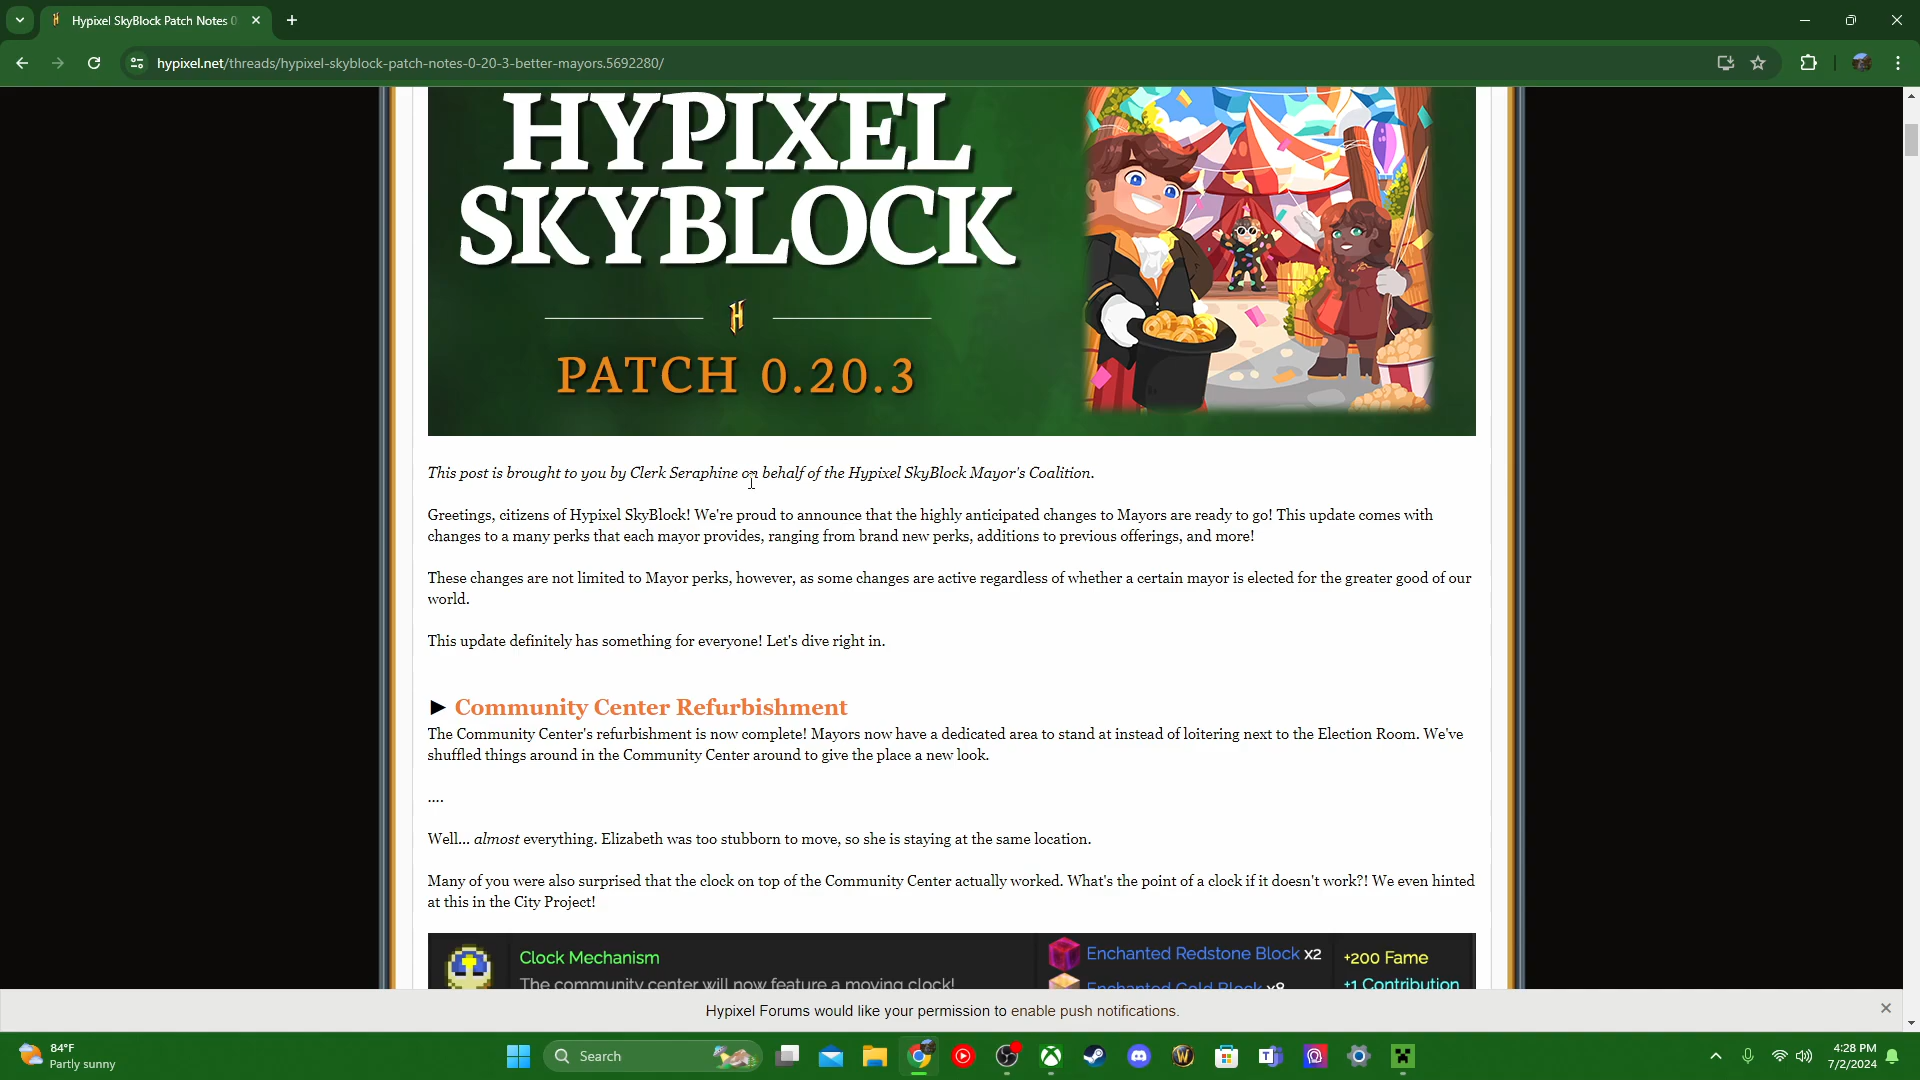 Hypixel SkyBlock Patch Notes 0
hypixel.net/threads/hypixel-skyblock-patch-notes-0-20-3-better-mayors.5692280/
HYPIXEL
SKYBLOCK
PATCH 0.20.3
This post is brought to you by Clerk Seraphine on behalf of the Hypixel SkyBlock Mayor's Coalition.
Greetings, citizens of Hypixel SkyBlock! We're proud to announce that the highly anticipated changes to Mayors are ready to go! This update comes with
changes to a many perks that each mayor provides, ranging from brand new perks, additions to previous offerings, and more!
These changes are not limited to Mayor perks, however, as some changes are active regardless of whether a certain mayor is elected for the greater good of our
world.
This update definitely has something for everyone! Let's dive right in.
► Community Center Refurbishment
The Community Center's refurbishment is now complete! Mayors now have a dedicated area to stand at instead of loitering next to the Election Room. We've
shuffled things around in the Community Center around to give the place a new look.
....
Well... almost everything. Elizabeth was too stubborn to move, so she is staying at the same location.
Many of you were also surprised that the clock on top of the Community Center actually worked. What's the point of a clock if it doesn't work?! We even hinted
at this in the City Project!
Clock Mechanism
Enchanted Redstone Block x2
+200 Fame
The community center will now feature a moving clock!
Enchanted Gold Block x8
+1 Contribution
Hypixel Forums would like your permission to enable push notifications.
84°F
Partly sunny
Search
4:28 PM
7/2/2024